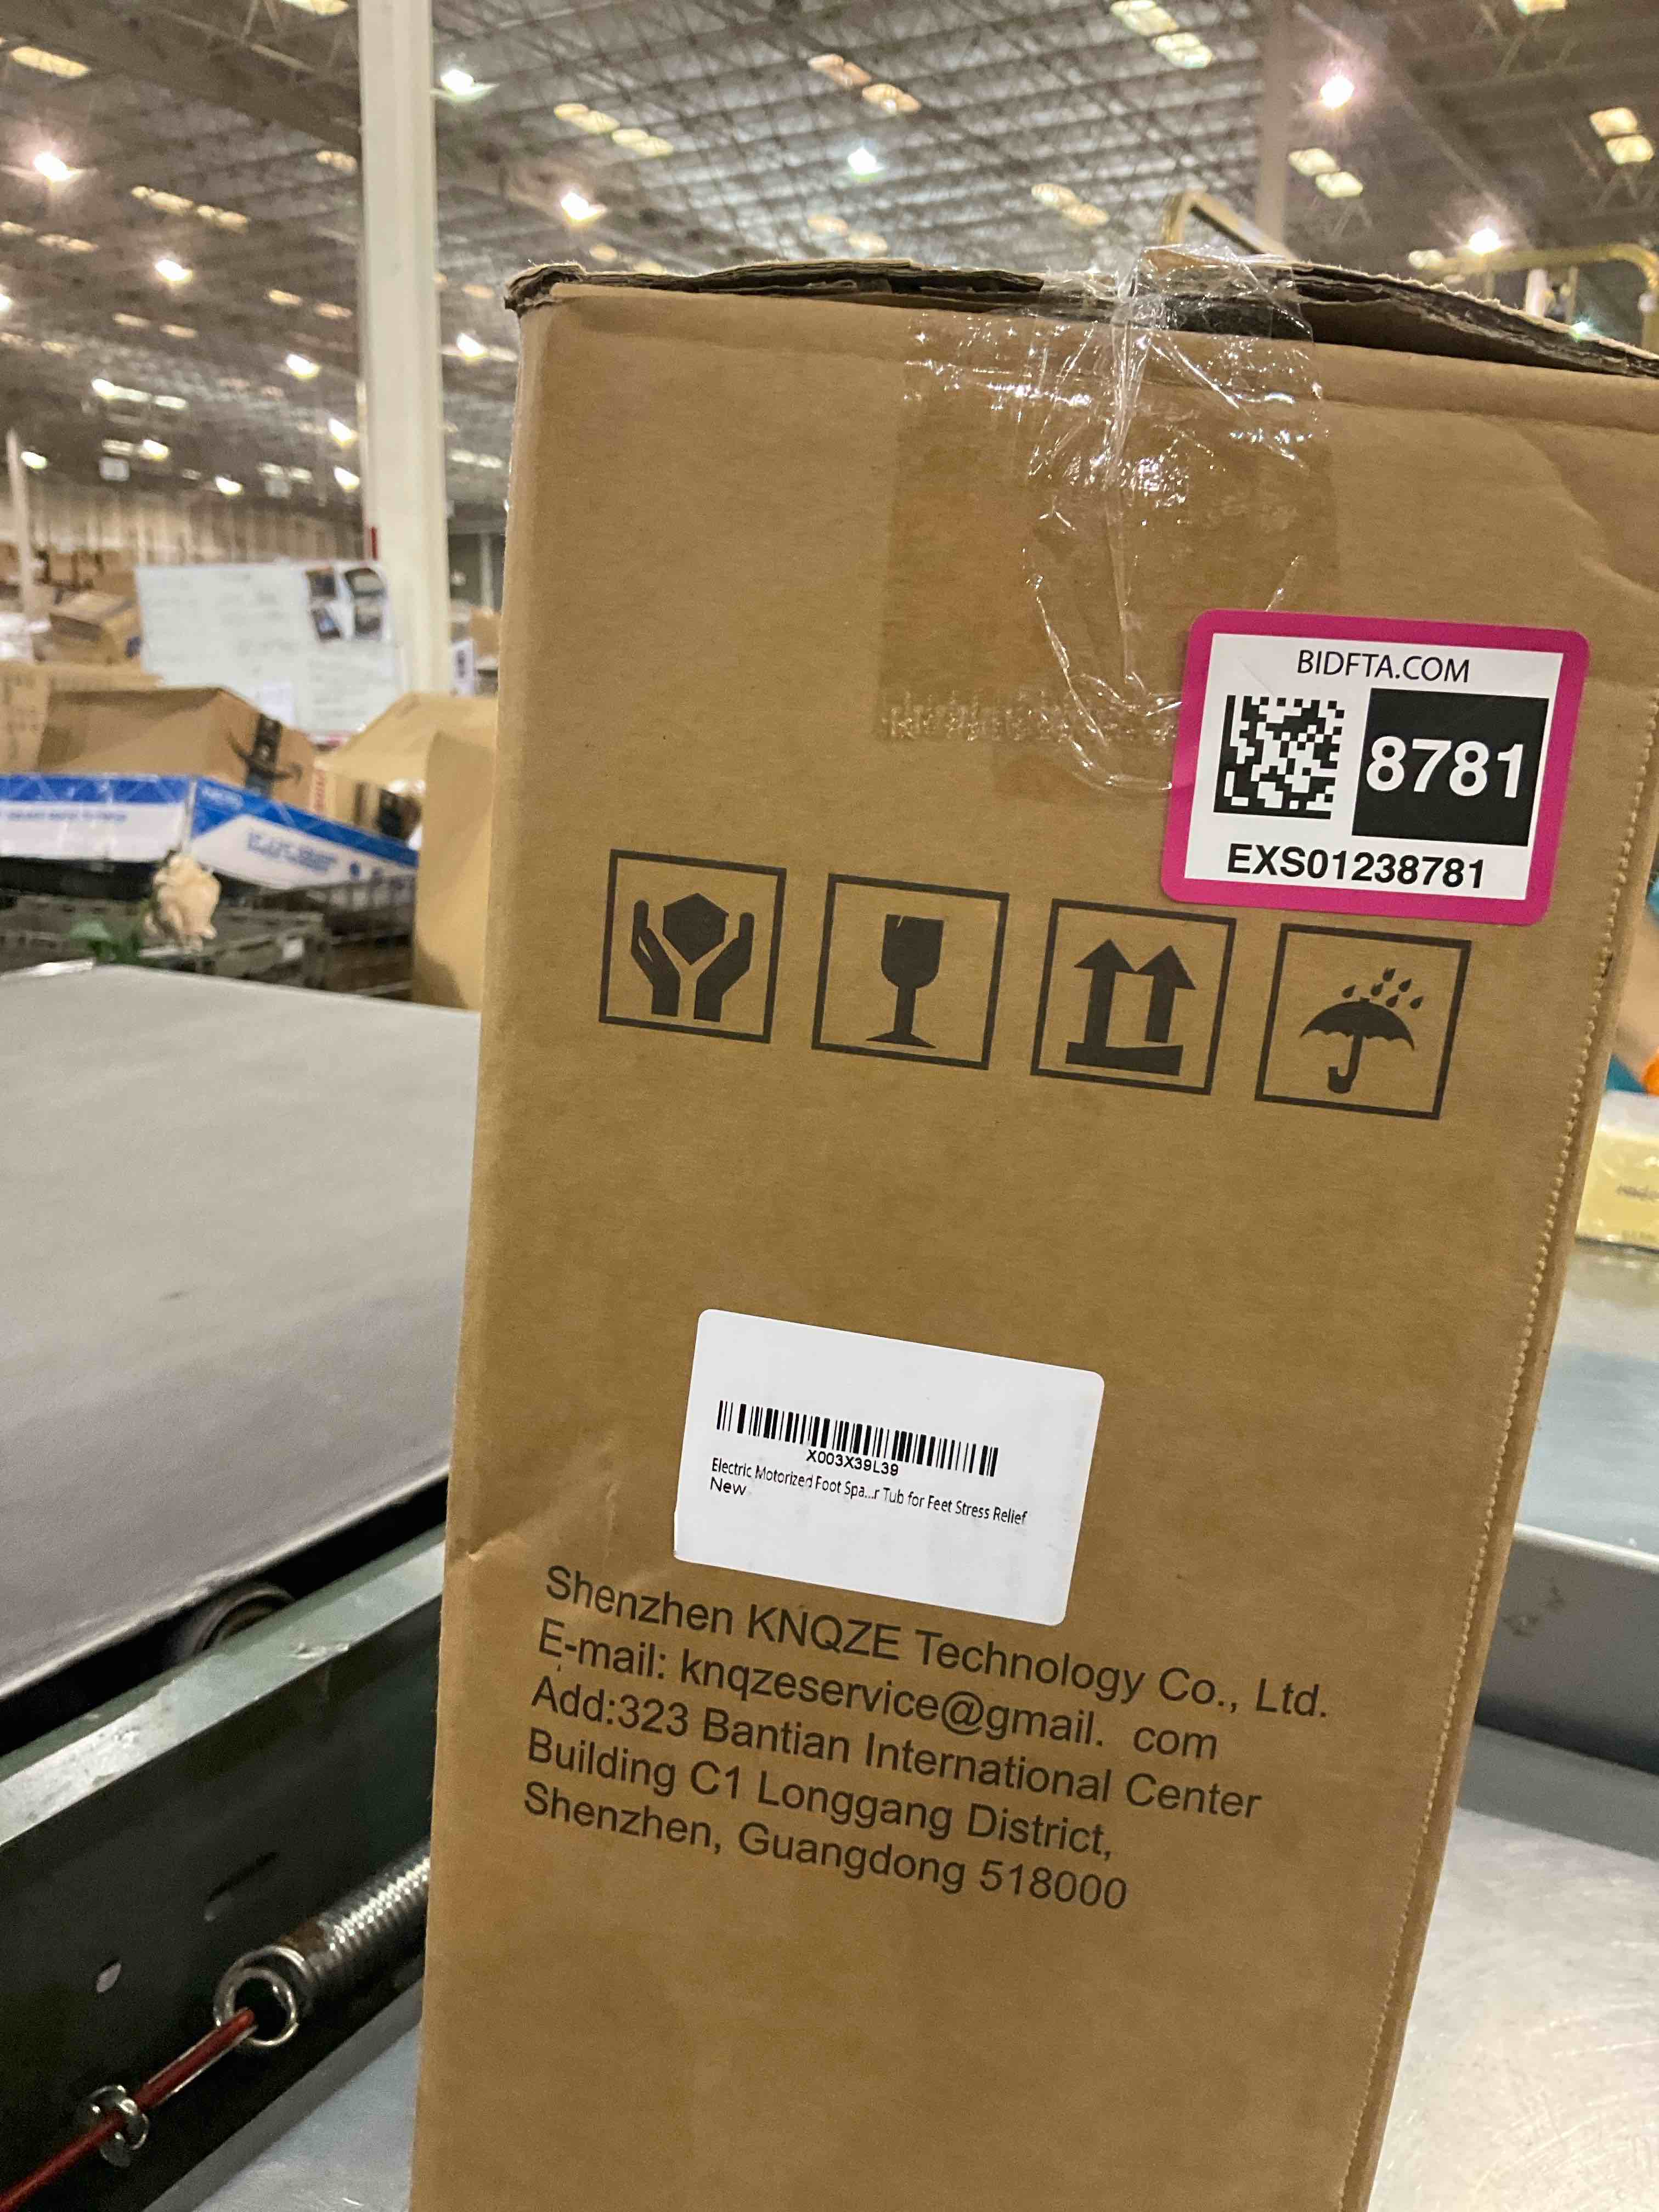 BIDFTA.COM
8781
EXS01238781
X003X39L39
Electric Motorized Foot Spa...r Tub for Feet Stress Relief
New
Shenzhen KNQZE Technology Co., Ltd.
E-mail: knqzeservice@gmail. com
Add:323 Bantian International Center
Building C1 Longgang District,
Shenzhen, Guangdong 518000